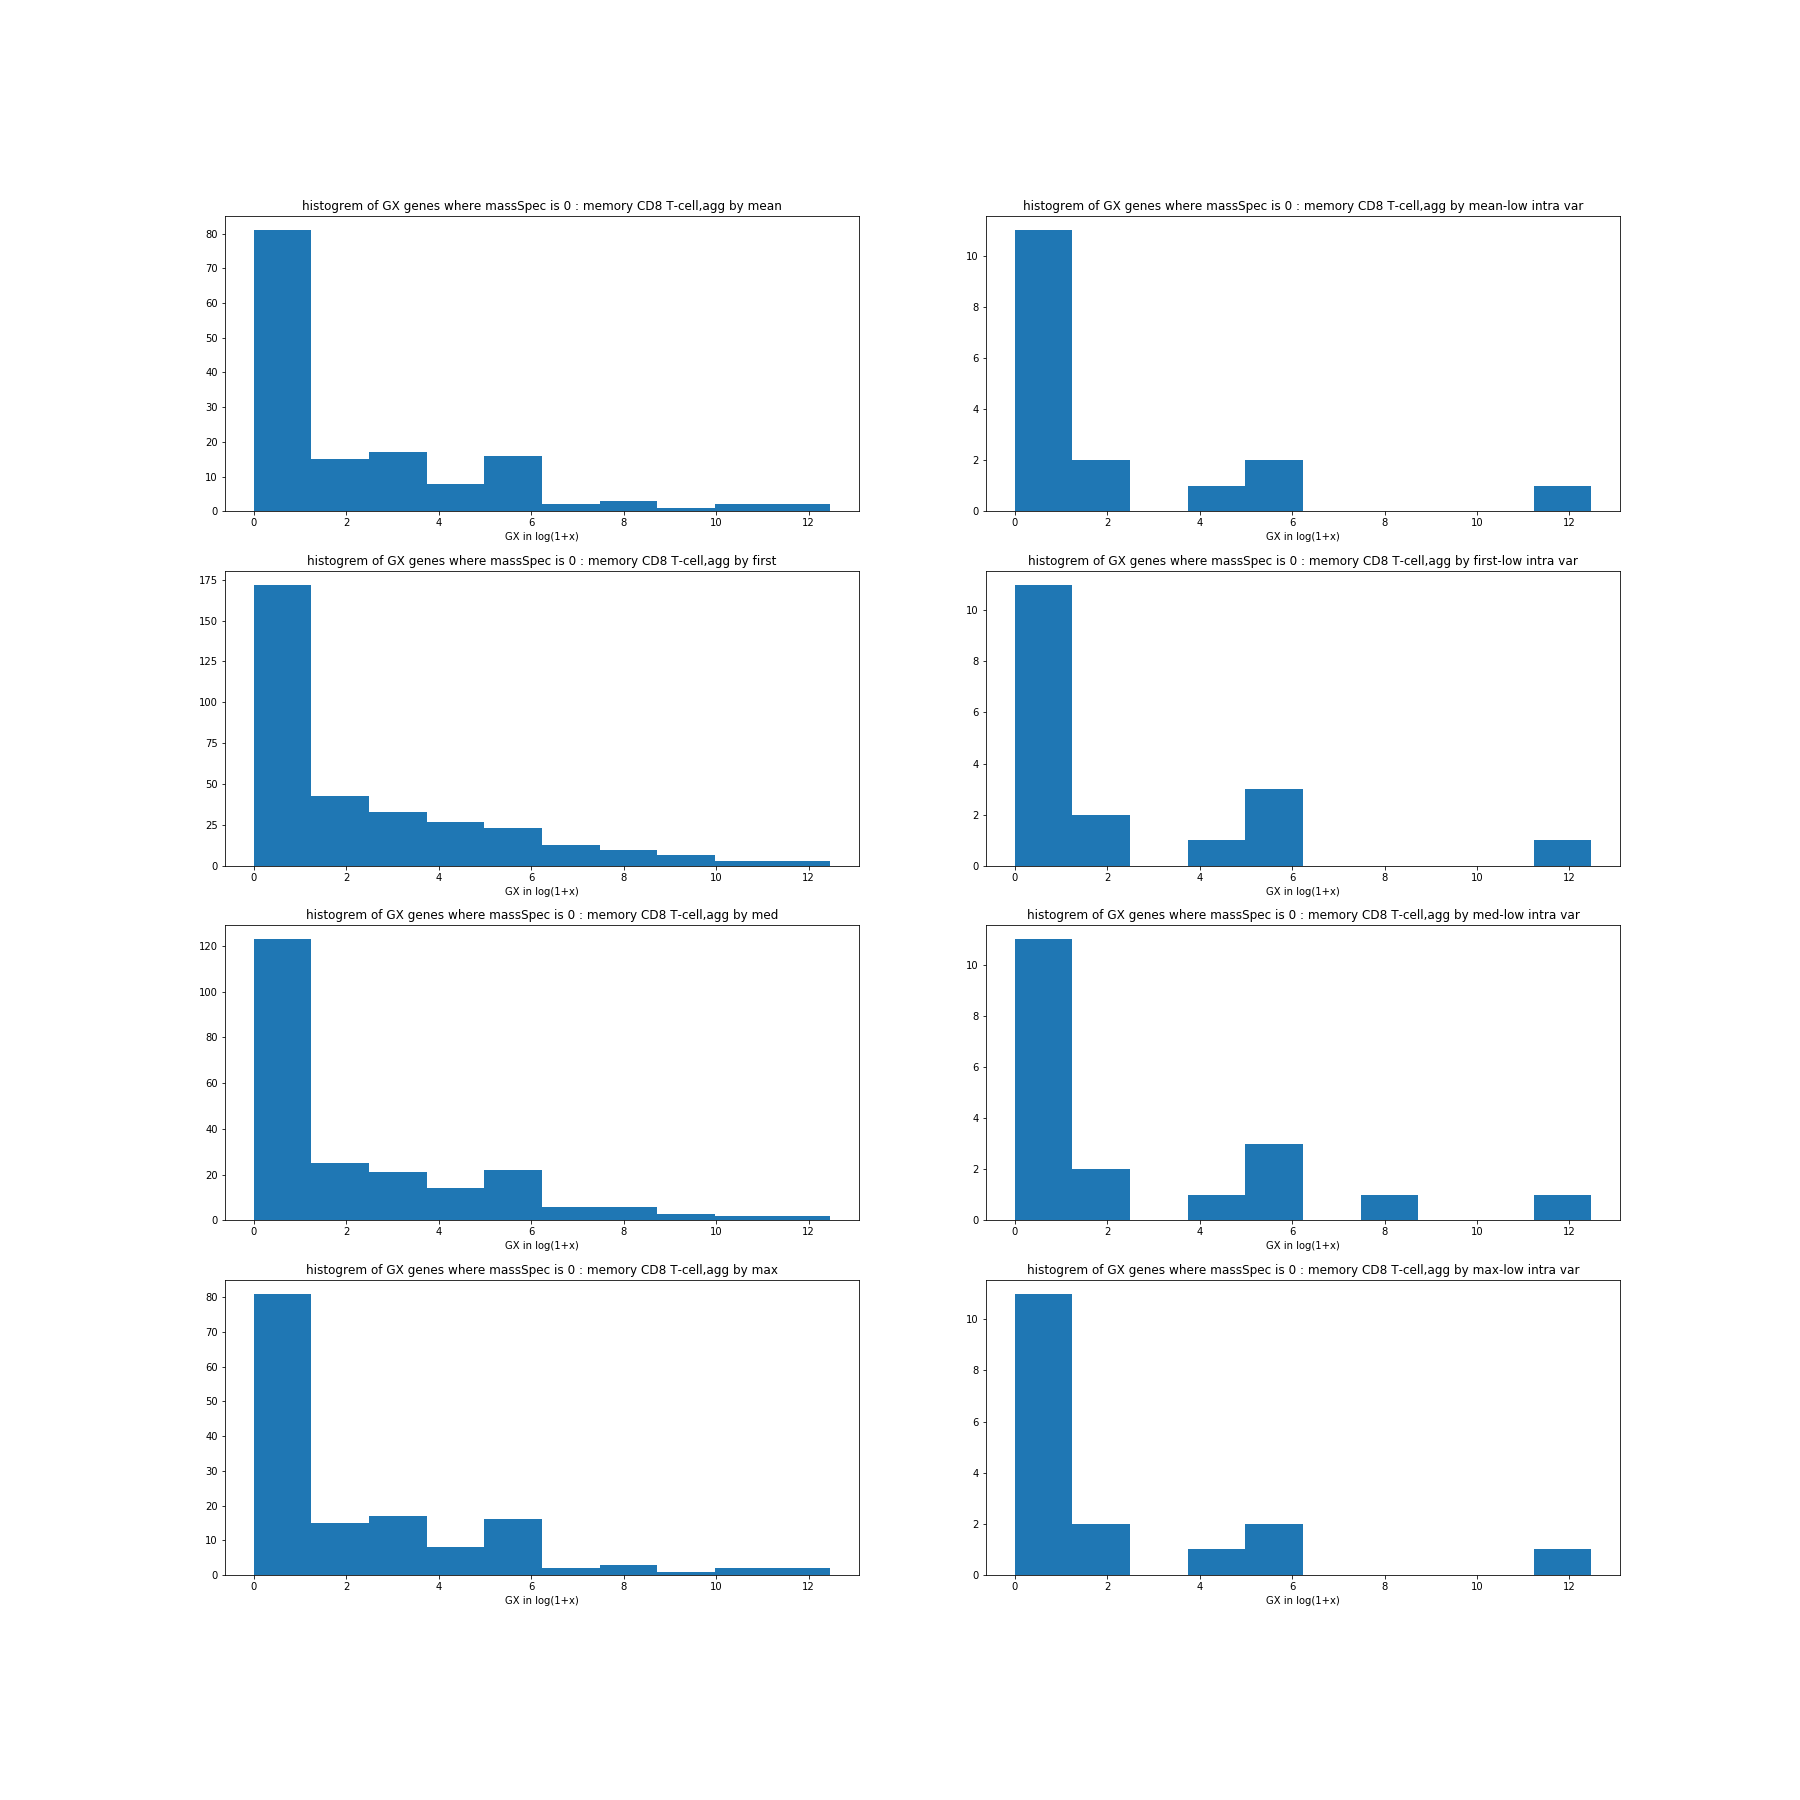 histogrem of GX genes where massSpec is 0 : memory CD8 T-cell,agg by mean
80
70
60
50
40
30
20
10
0
0 2 4 6 8 10 12
GX in log(1+x)
histogrem of GX genes where massSpec is 0 : memory CD8 T-cell,agg by mean-low intra var
10
8
6
4
2
0
0 2 4 6 8 10 12
GX in log(1+x)
histogrem of GX genes where massSpec is 0 : memory CD8 T-cell,agg by first
175
150
125
100
75
50
25
0
0 2 4 6 8 10 12
GX in log(1+x)
histogrem of GX genes where massSpec is 0 : memory CD8 T-cell,agg by first-low intra var
10
8
6
4
2
0
0 2 4 6 8 10 12
GX in log(1+x)
histogrem of GX genes where massSpec is 0 : memory CD8 T-cell,agg by med
120
100
80
60
40
20
0
0 2 4 6 8 10 12
GX in log(1+x)
histogrem of GX genes where massSpec is 0 : memory CD8 T-cell,agg by med-low intra var
10
8
6
4
2
0
0 2 4 6 8 10 12
GX in log(1+x)
histogrem of GX genes where massSpec is 0 : memory CD8 T-cell,agg by max
80
70
60
50
40
30
20
10
0
0 2 4 6 8 10 12
GX in log(1+x)
histogrem of GX genes where massSpec is 0 : memory CD8 T-cell,agg by max-low intra var
10
8
6
4
2
0
0 2 4 6 8 10 12
GX in log(1+x)